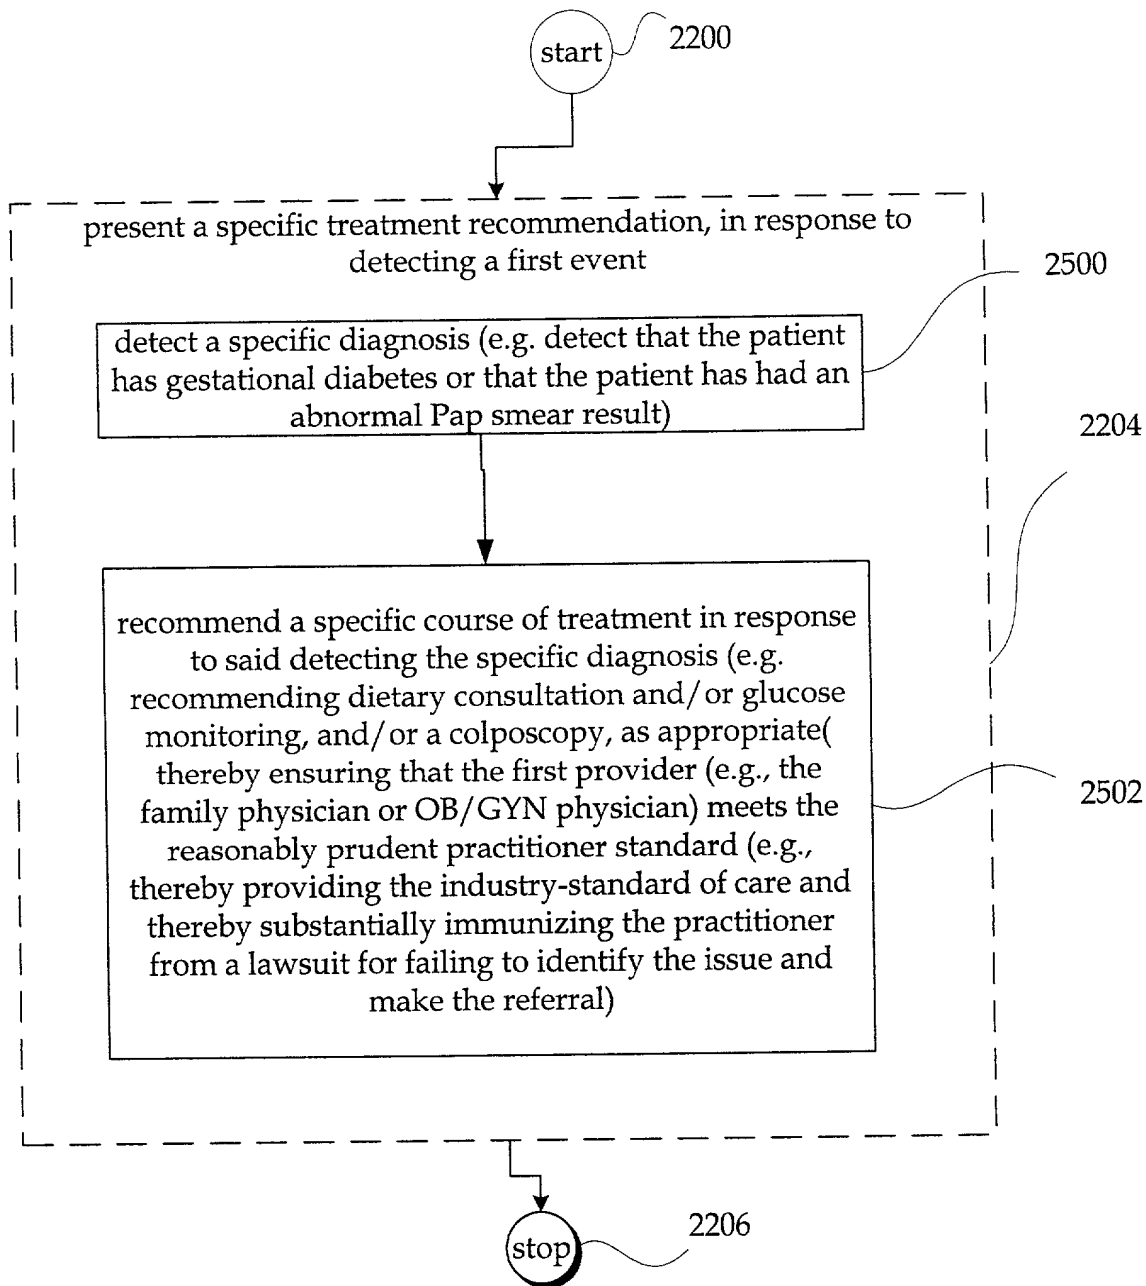 start
2200
present a specific treatment recommendation, in response to
detecting a first event
2500
detect a specific diagnosis (e.g. detect that the patient
has gestational diabetes or that the patient has had an
abnormal Pap smear result)
2204
recommend a specific course of treatment in response
to said detecting the specific diagnosis (e.g.
recommending dietary consultation and/or glucose
monitoring, and/or a colposcopy, as appropriate(
thereby ensuring that the first provider (e.g., the
family physician or OB/GYN physician) meets the
reasonably prudent practitioner standard (e.g.,
thereby providing the industry-standard of care and
thereby substantially immunizing the practitioner
from a lawsuit for failing to identify the issue and
make the referral)
2502
stop
2206